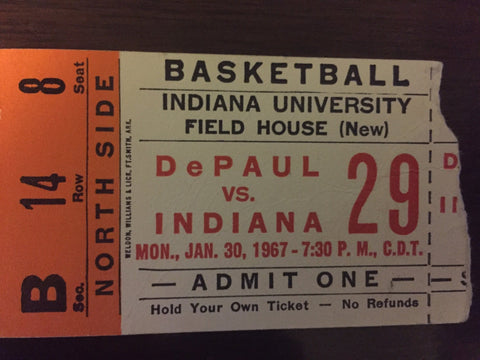 8 Seat
14 Row
B Sec.
NORTH SIDE
WELDON, WILLIAMS & LICK, FT. SMITH, ARK.
BASKETBALL
INDIANA UNIVERSITY
FIELD HOUSE (New)
DePAUL
VS.
INDIANA
29
MON., JAN. 30, 1967 - 7:30 P. M., C.D.T.
— ADMIT ONE —
Hold Your Own Ticket — No Refunds
D